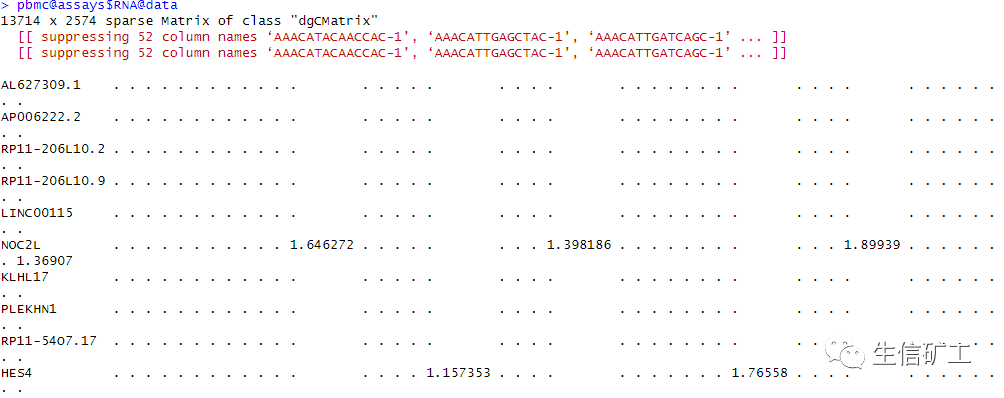 > pbmc@assays$RNA@data
13714 x 2574 sparse Matrix of class "dgCMatrix"
  [[ suppressing 52 column names ‘AAACATACAACCAC-1’, ‘AAACATTGAGCTAC-1’, ‘AAACATTGATCAGC-1’ ... ]]
  [[ suppressing 52 column names ‘AAACATACAACCAC-1’, ‘AAACATTGAGCTAC-1’, ‘AAACATTGATCAGC-1’ ... ]]
AL627309.1    . . . . . . . . . . . .        . . . . .        . . . .        . . . . . . . .       . . . .       . . . . . .
. .
AP006222.2    . . . . . . . . . . . .        . . . . .        . . . .        . . . . . . . .       . . . .       . . . . . .
. .
RP11-206L10.2 . . . . . . . . . . . .        . . . . .        . . . .        . . . . . . . .       . . . .       . . . . . .
. .
RP11-206L10.9 . . . . . . . . . . . .        . . . . .        . . . .        . . . . . . . .       . . . .       . . . . . .
. .
LINC00115     . . . . . . . . . . . .        . . . . .        . . . .        . . . . . . . .       . . . .       . . . . . .
. .
NOC2L         . . . . . . . . . . . 1.646272 . . . . .        . . . 1.398186 . . . . . . . .       . . . 1.89939 . . . . . .
. 1.36907
KLHL17        . . . . . . . . . . . .        . . . . .        . . . .        . . . . . . . .       . . . .       . . . . . .
. .
PLEKHN1       . . . . . . . . . . . .        . . . . .        . . . .        . . . . . . . .       . . . .       . . . . . .
. .
RP11-54O7.17  . . . . . . . . . . . .        . . . . .        . . . .        . . . . . . . .       . . . .       . . . . . .
. .
HES4          . . . . . . . . . . . .        . . . . 1.157353 . . . .        . . . . . . . 1.76558 . . . .       . . . . . .
. .
生信矿工